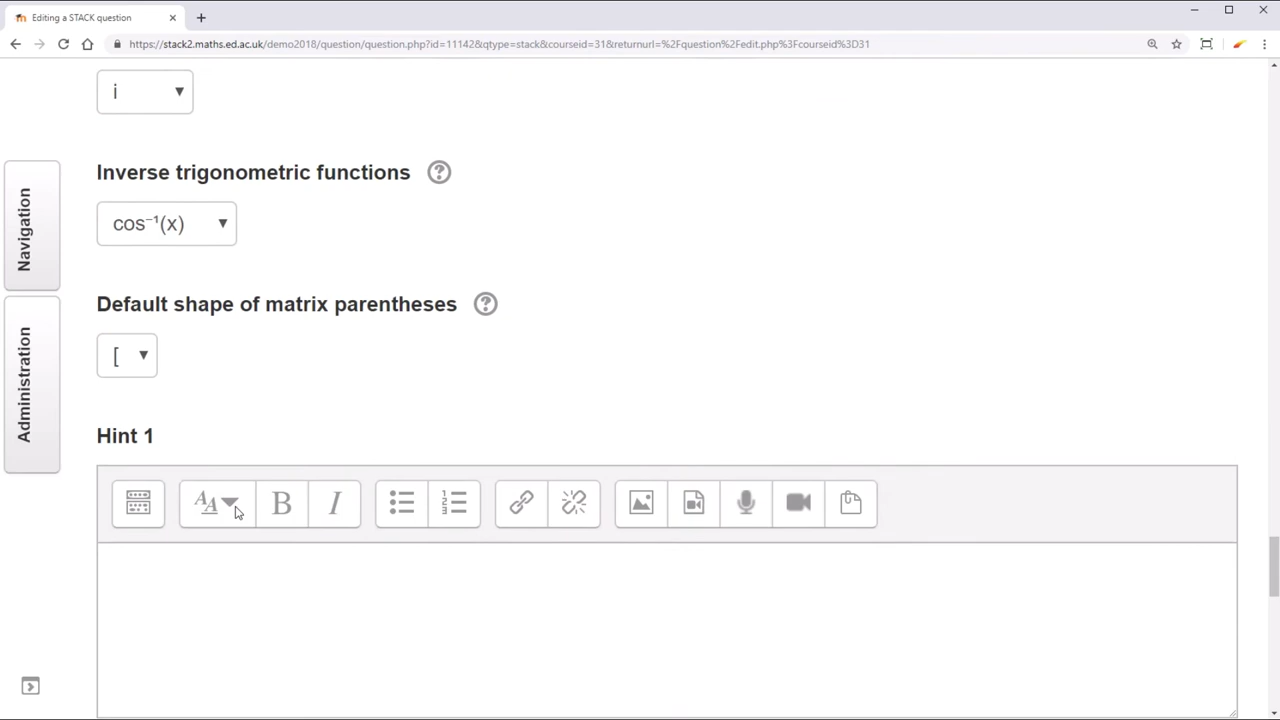 Editing a STACK question
https://stack2.maths.ed.ac.uk/demo2018/question/question.php?id=11142&qtype=stack&courseid=31&returnurl=%2Fquestion%2Fedit.php%3Fcourseid%3D31
i
Inverse trigonometric functions
cos⁻¹(x)
Default shape of matrix parentheses
[
Hint 1
Navigation
Administration